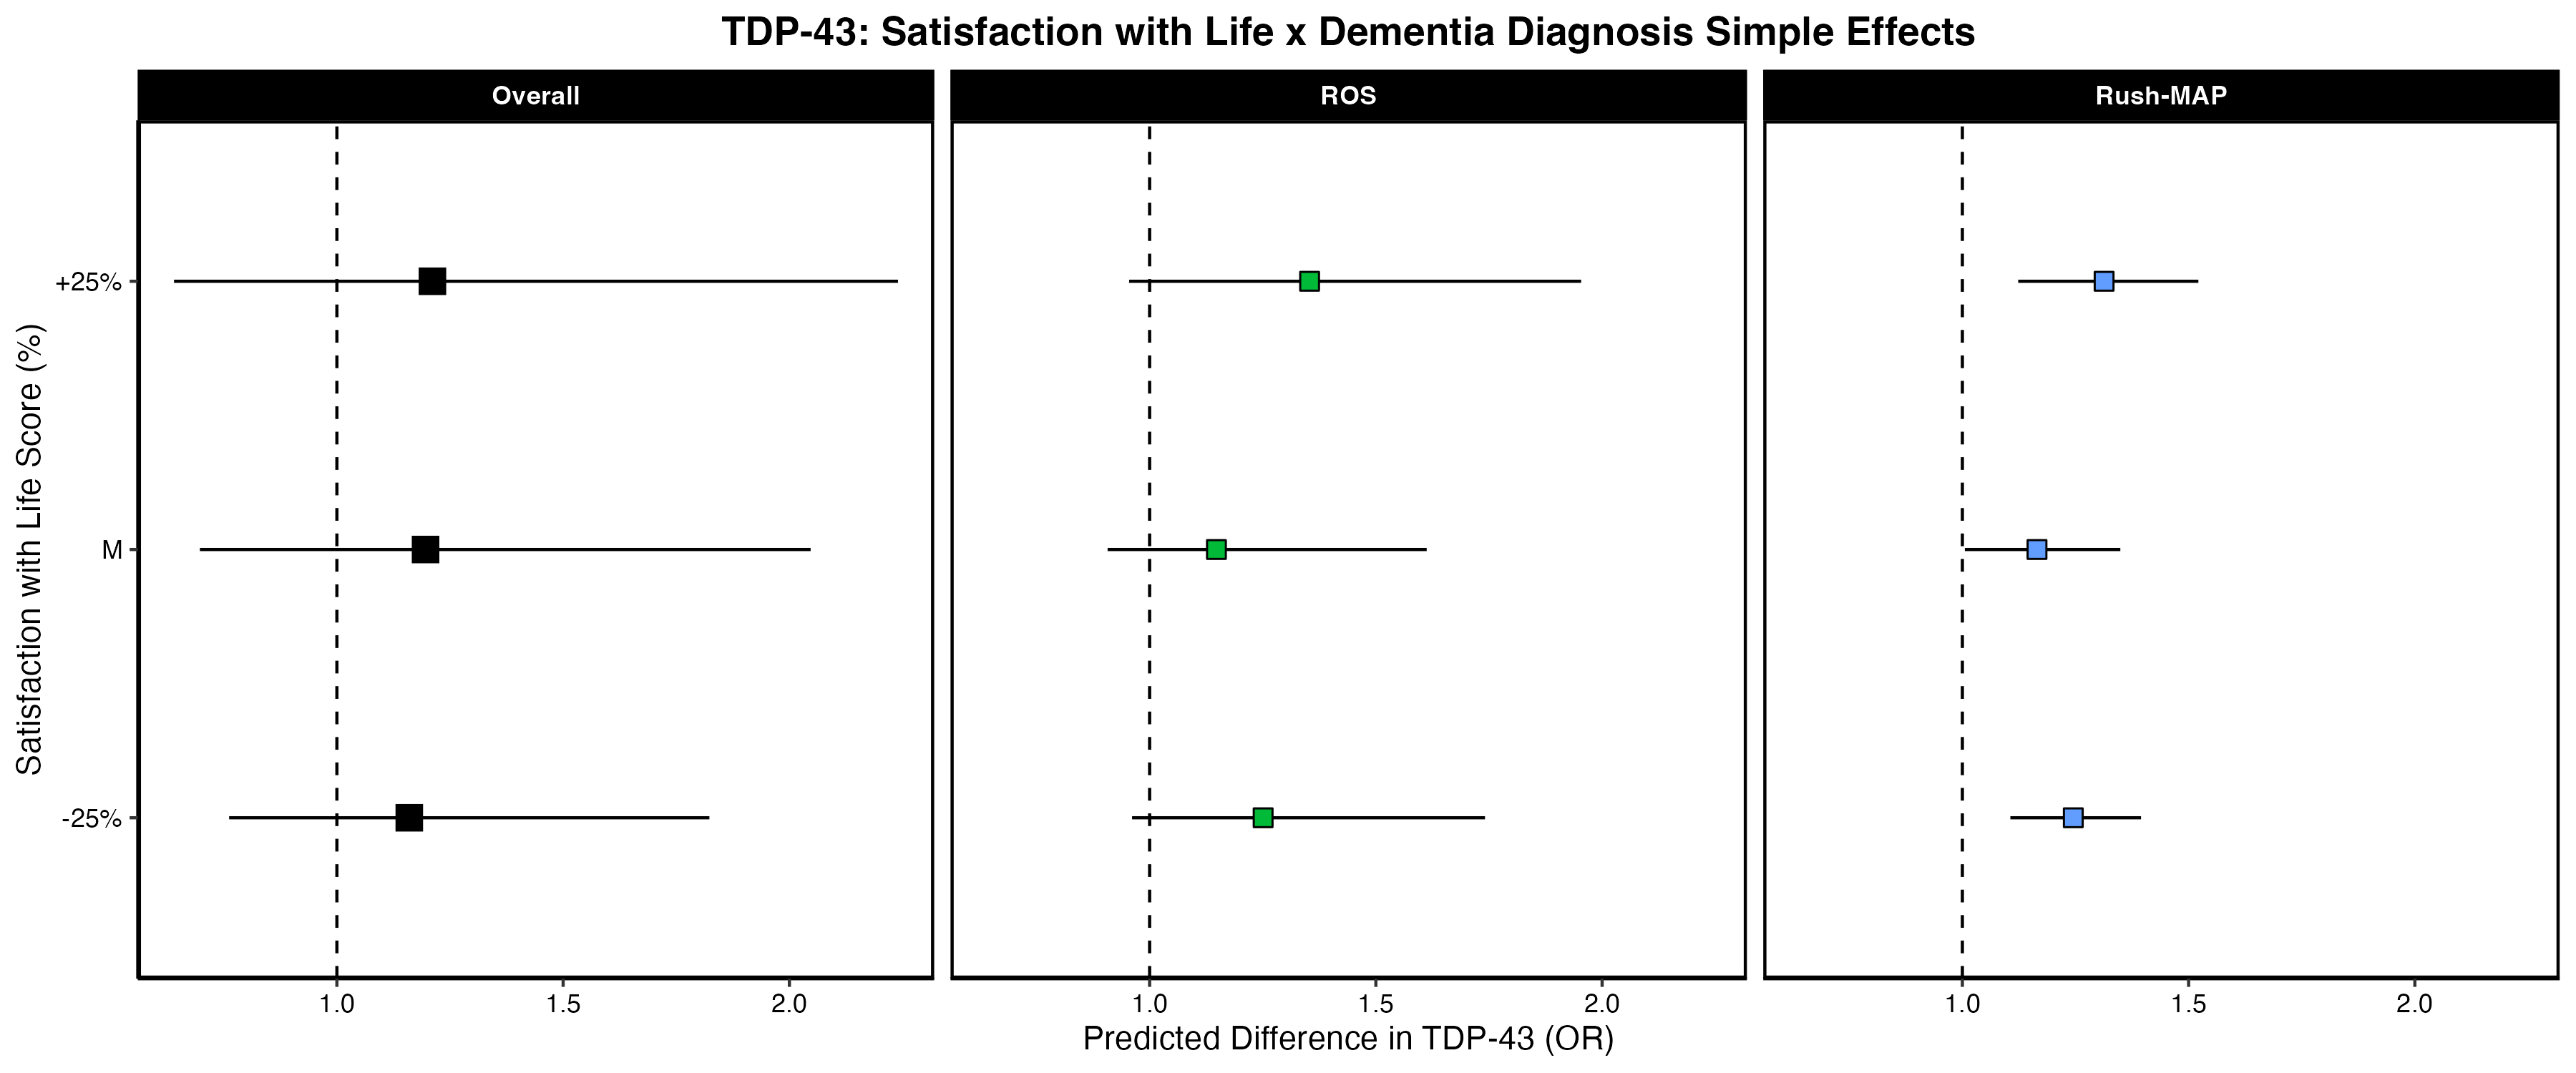 TDP-43: Satisfaction with Life x Dementia Diagnosis Simple Effects
Overall
ROS
Rush-MAP
Satisfaction with Life Score (%)
+25%
M
-25%
1.0 1.5 2.0
1.0 1.5 2.0
1.0 1.5 2.0
Predicted Difference in TDP-43 (OR)